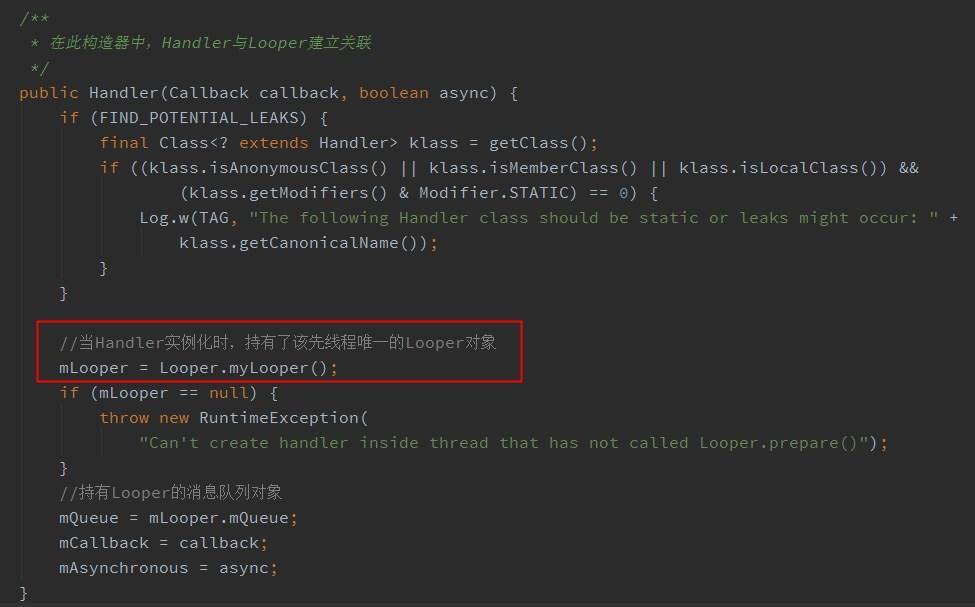 /**
 * 在此构造器中，Handler与Looper建立关联
 */
public Handler(Callback callback, boolean async) {
    if (FIND_POTENTIAL_LEAKS) {
        final Class<? extends Handler> klass = getClass();
        if ((klass.isAnonymousClass() || klass.isMemberClass() || klass.isLocalClass()) &&
                (klass.getModifiers() & Modifier.STATIC) == 0) {
            Log.w(TAG, "The following Handler class should be static or leaks might occur: " +
                klass.getCanonicalName());
        }
    }
    //当Handler实例化时，持有了该先线程唯一的Looper对象
    mLooper = Looper.myLooper();
    if (mLooper == null) {
        throw new RuntimeException(
            "Can't create handler inside thread that has not called Looper.prepare()");
    }
    //持有Looper的消息队列对象
    mQueue = mLooper.mQueue;
    mCallback = callback;
    mAsynchronous = async;
}